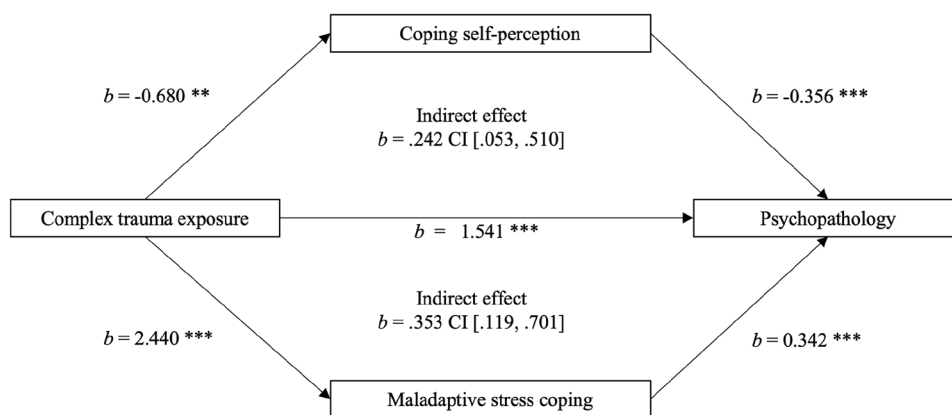 Coping self-perception
b = -0.680 **
b = -0.356 ***
Indirect effect
b = .242 CI [.053, .510]
Complex trauma exposure
Psychopathology
b = 1.541 ***
Indirect effect
b = .353 CI [.119, .701]
b = 2.440 ***
b = 0.342 ***
Maladaptive stress coping